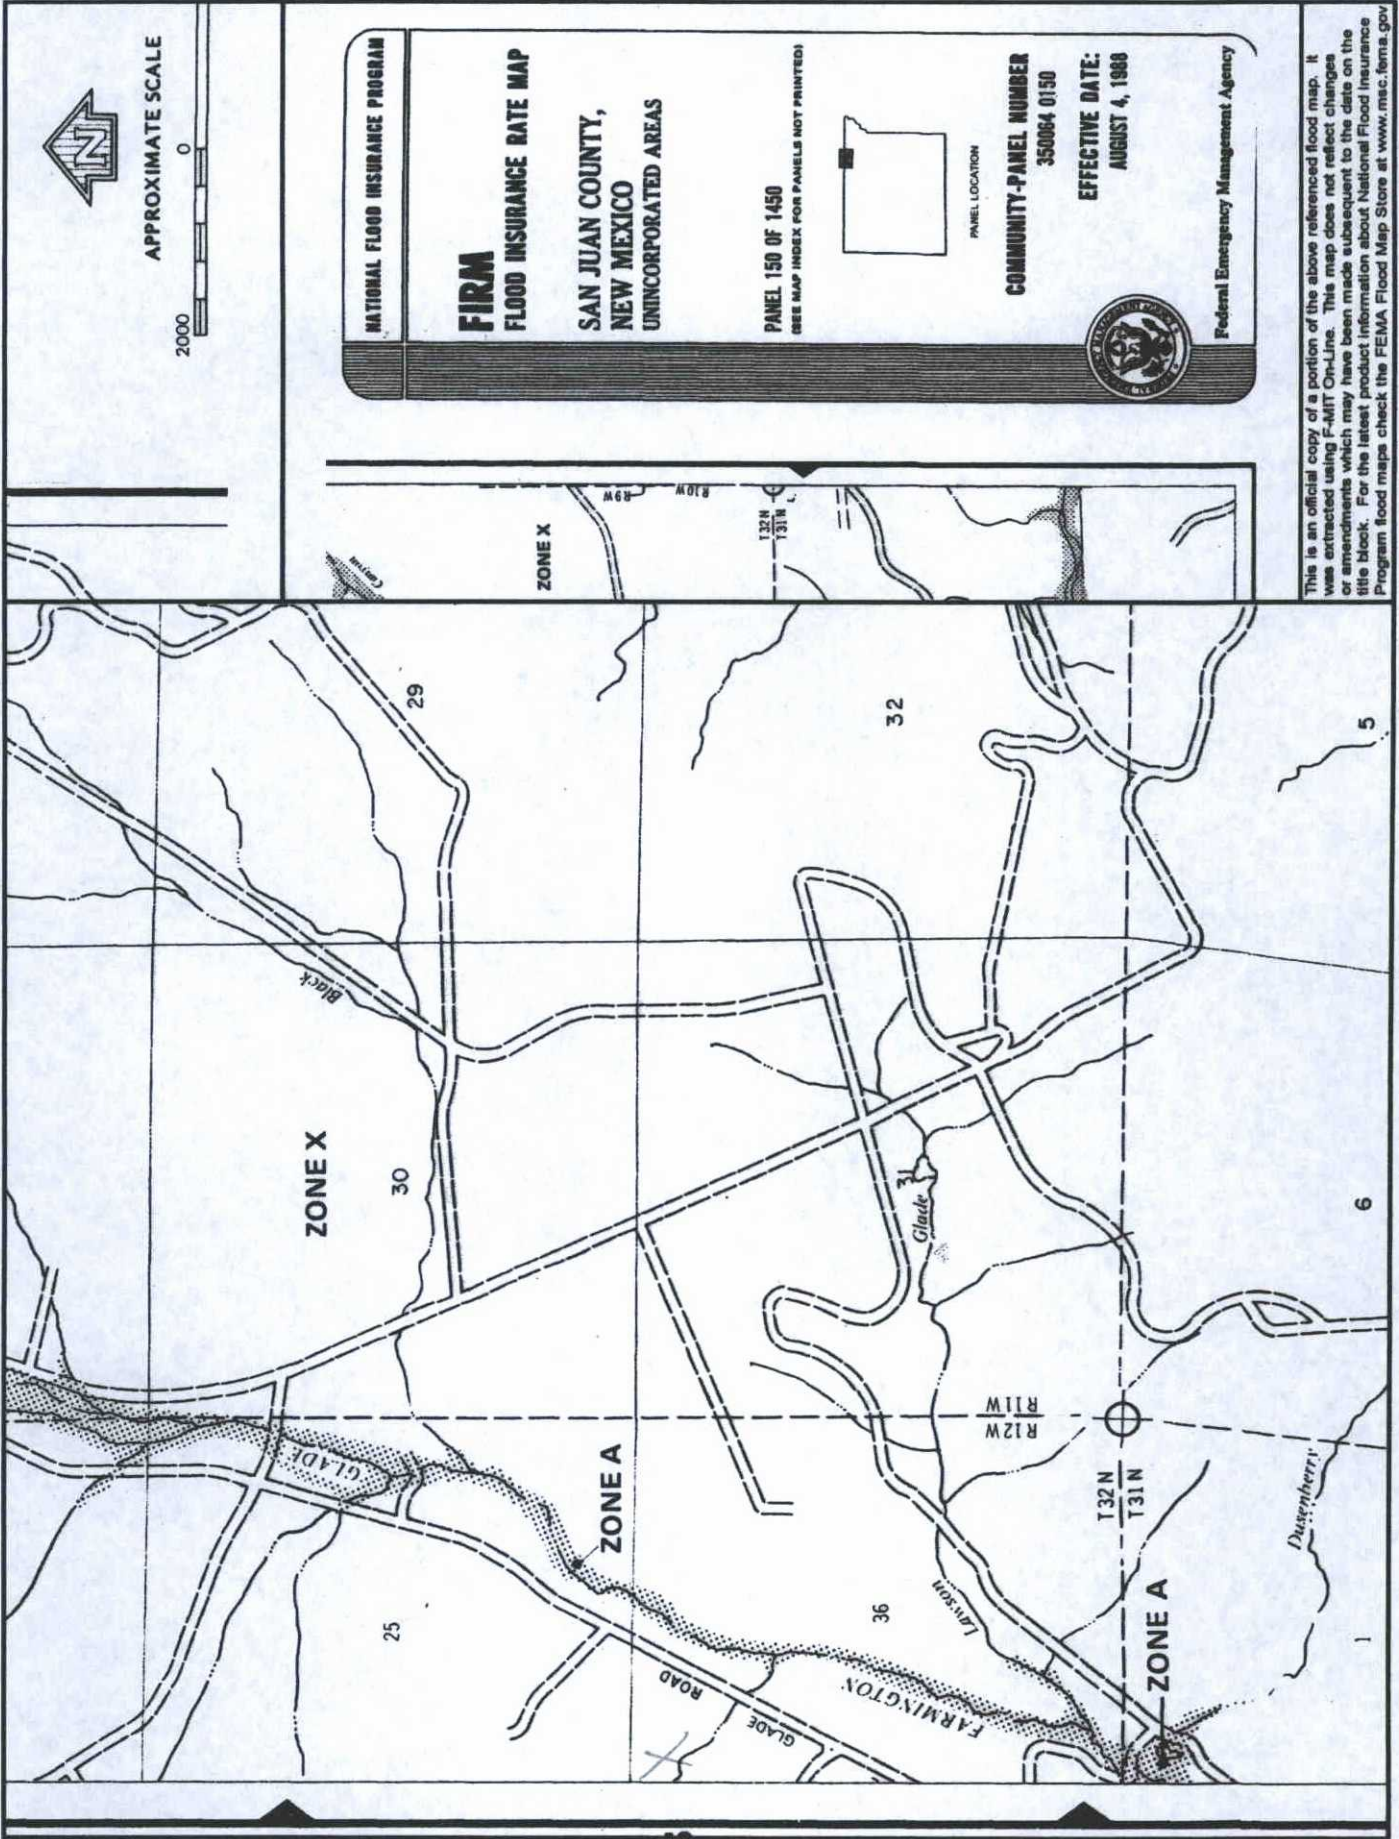 APPROXIMATE SCALE
2000 0
N
NATIONAL FLOOD INSURANCE PROGRAM
FIRM
FLOOD INSURANCE RATE MAP
SAN JUAN COUNTY,
NEW MEXICO
UNINCORPORATED AREAS
PANEL 150 OF 1450
(SEE MAP INDEX FOR PANELS NOT PRINTED)
PANEL LOCATION
COMMUNITY-PANEL NUMBER
350064 0150
EFFECTIVE DATE:
AUGUST 4, 1988
Federal Emergency Management Agency
This is an official copy of a portion of the above referenced flood map. It
was extracted using F-MIT On-Line. This map does not reflect changes
or amendments which may have been made subsequent to the date on the
title block. For the latest product information about National Flood Insurance
Program flood maps check the FEMA Flood Map Store at www.msc.fema.gov
Canyon
ZONE X
R9W
R10W
T32N
T31N
29
32
5
Black
ZONE X
30
31
Glade
6
GLADE
R11W
R12W
T32N
T31N
ZONE A
25
36
Lawson
Dusenberry
ZONE A
1
GLADE ROAD
FARMINGTON